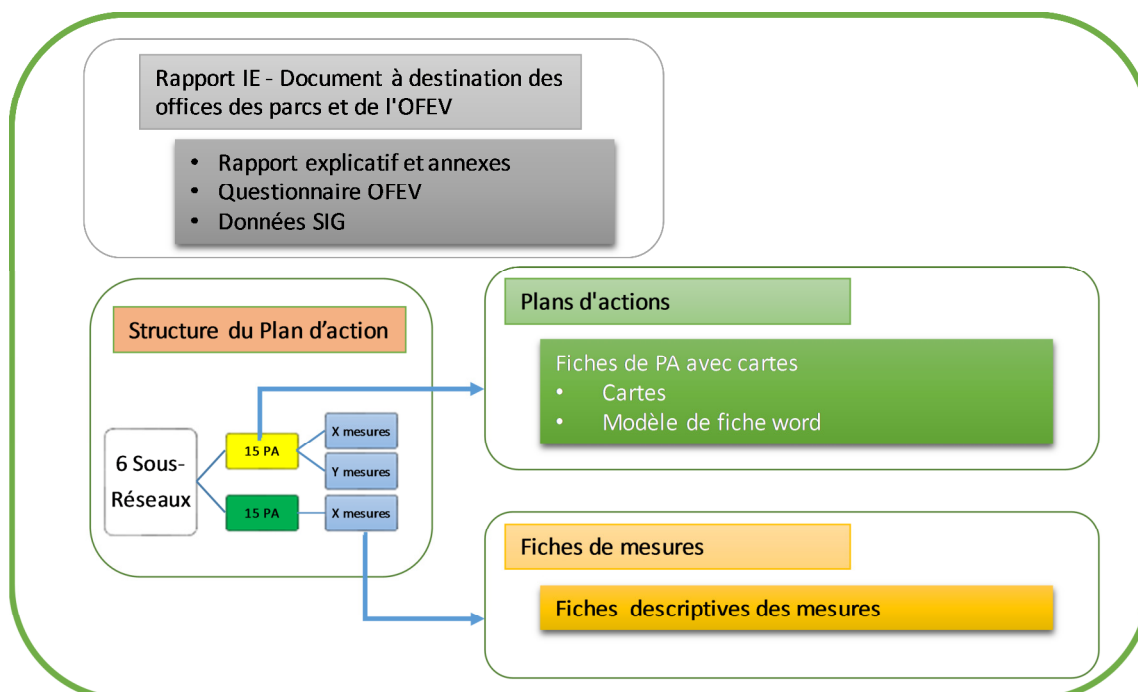 Rapport IE - Document à destination des
offices des parcs et de l'OFEV
• Rapport explicatif et annexes
• Questionnaire OFEV
• Données SIG
Structure du Plan d’action
6 Sous-
Réseaux
15 PA
X mesures
Y mesures
15 PA
X mesures
Plans d'actions
Fiches de PA avec cartes
• Cartes
• Modèle de fiche word
Fiches de mesures
Fiches descriptives des mesures